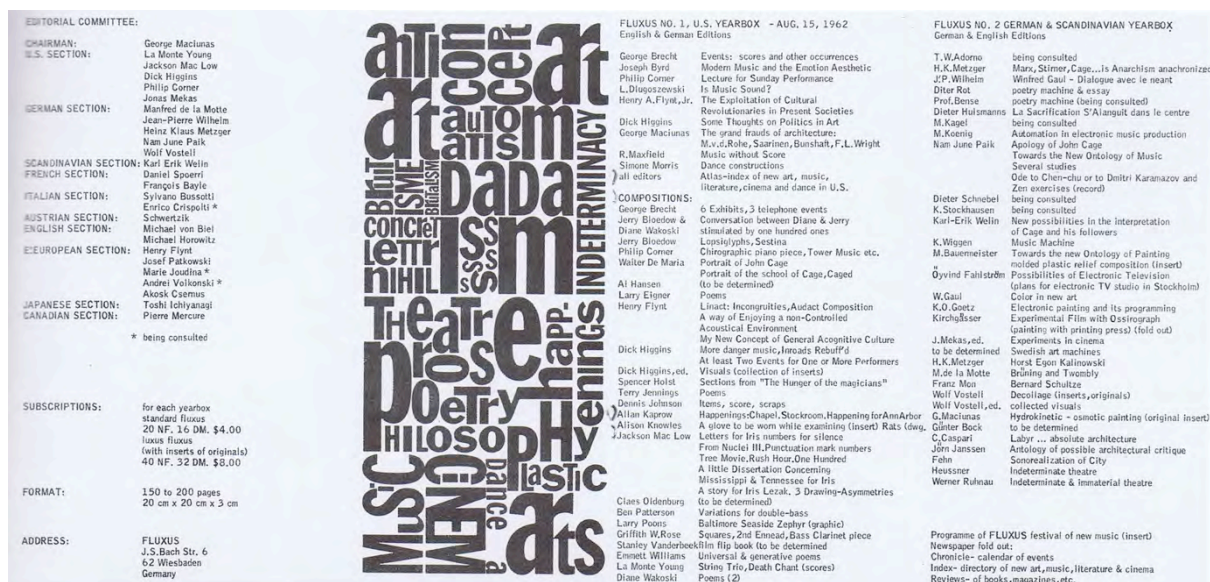 EDITORIAL COMMITTEE:
CHAIRMAN: George Maciunas
U.S. SECTION: La Monte Young
Jackson Mac Low
Dick Higgins
Philip Corner
Jonas Mekas
GERMAN SECTION: Manfred de la Motte
Jean-Pierre Wilhelm
Heinz Klaus Metzger
Nam June Paik
Wolf Vostell
SCANDINAVIAN SECTION: Karl Erik Welin
FRENCH SECTION: Daniel Spoerri
François Bayle
ITALIAN SECTION: Sylvano Bussotti
Enrico Crispolti *
AUSTRIAN SECTION: Schwertzik
ENGLISH SECTION: Michael von Biel
Michael Horowitz
E.EUROPEAN SECTION: Henry Flynt
Josef Patkowski
Marie Joudina *
Andrei Volkonski *
Akosk Csemus
JAPANESE SECTION: Toshi Ichiyanagi
CANADIAN SECTION: Pierre Mercure
* being consulted
SUBSCRIPTIONS: for each yearbox
standard fluxus
20 NF. 16 DM. $4.00
luxus fluxus
(with inserts of originals)
40 NF. 32 DM. $8.00
FORMAT: 150 to 200 pages
20 cm x 20 cm x 3 cm
ADDRESS: FLUXUS
J.S.Bach Str. 6
62 Wiesbaden
Germany
anti
concept
art
art
automatism
Bruitisme
Brutalism
Dada
concret
lettrism
nihilism
INDETERMINACY
Theatre
prose
happenings
Poetry
PHilosopHy
Music
cinema
Dance
Plastic
arts
FLUXUS NO. 1, U.S. YEARBOX - AUG. 15, 1962
English & German Editions
George Brecht Events: scores and other occurrences
Joseph Byrd Modern Music and the Emotion Aesthetic
Philip Corner Lecture for Sunday Performance
L.Dlugoszewski Is Music Sound?
Henry A.Flynt,Jr. The Exploitation of Cultural
Revolutionaries in Present Societies
Dick Higgins Some Thoughts on Politics in Art
George Maciunas The grand frauds of architecture:
M.v.d.Rohe, Saarinen, Bunshaft, F.L.Wright
R.Maxfield Music without Score
Simone Morris Dance constructions
all editors Atlas-index of new art, music,
literature,cinema and dance in U.S.
COMPOSITIONS:
George Brecht 6 Exhibits, 3 telephone events
Jerry Bloedow & Conversation between Diane & Jerry
Diane Wakoski stimulated by one hundred ones
Jerry Bloedow Lopsiglyphs, Sestina
Philip Corner Chirographic piano piece, Tower Music etc.
Walter De Maria Portrait of John Cage
Portrait of the school of Cage,Caged
Al Hansen (to be determined)
Larry Eigner Poems
Henry Flynt Linact: Incongruities,Audact Composition
A way of Enjoying a non-Controlled
Acoustical Environment
My New Concept of General Acognitive Culture
Dick Higgins More danger music,Inroads Rebuff'd
At least Two Events for One or More Performers
Dick Higgins,ed. Visuals (collection of inserts)
Spencer Holst Sections from "The Hunger of the magicians"
Terry Jennings Poems
Dennis Johnson Items, score, scraps
Allan Kaprow Happenings:Chapel.Stockroom.Happening forAnnArbor
Alison Knowles A glove to be worn while examining (insert) Rats (dwg.
Jackson Mac Low Letters for Iris numbers for silence
From Nuclei III.Punctuation mark numbers
Tree Movie.Rush Hour.One Hundred
A little Dissertation Concerning
Mississippi & Tennessee for Iris
A story for Iris Lezak. 3 Drawing-Asymmetries
Claes Oldenburg (to be determined)
Ben Patterson Variations for double-bass
Larry Poons Baltimore Seaside Zephyr (graphic)
Griffith W.Rose Squares, 2nd Ennead, Bass Clarinet piece
Stanley Vanderbeek film flip book (to be determined
Emmett Williams Universal & generative poems
La Monte Young String Trio,Death Chant (scores)
Diane Wakoski Poems (2)
FLUXUS NO. 2 GERMAN & SCANDINAVIAN YEARBOX
German & English Editions
T.W.Adorno being consulted
H.K.Metzger Marx,Stirner,Cage...is Anarchism anachronized
J.P.Wilhelm Winfred Gaul - Dialogue avec le neant
Diter Rot poetry machine & essay
Prof.Bense poetry machine (being consulted)
Dieter Huismanns La Sacrification S'Alanguit dans le centre
M.Kagel being consulted
M.Koenig Automation in electronic music production
Nam June Paik Apology of John Cage
Towards the New Ontology of Music
Several studies
Ode to Chen-chu or to Dmitri Karamazov and
Zen exercises (record)
Dieter Schnebel being consulted
K.Stockhausen being consulted
Karl-Erik Welin New possibilities in the interpretation
of Cage and his followers
K.Wiggen Music Machine
M.Bauermeister Towards the new Ontology of Painting
molded plastic relief composition (insert)
Öyvind Fahlström Possibilities of Electronic Television
(plans for electronic TV studio in Stockholm)
W.Gaul Color in new art
K.O.Goetz Electronic painting and its programming
Kirchgässer Experimental Film with Ossirograph
(painting with printing press) (fold out)
J.Mekas,ed. Experiments in cinema
to be determined Swedish art machines
H.K.Metzger Horst Egon Kalinowski
M.de la Motte Brüning and Twombly
Franz Mon Bernard Schultze
Wolf Vostell Decollage (inserts,originals)
Wolf Vostell,ed. collected visuals
G.Maciunas Hydrokinetic - osmotic painting (original insert)
Günter Bock to be determined
C.Caspari Labyr ... absolute architecture
Jörn Janssen Antology of possible architectural critique
Fehn Sonorealization of City
Heussner Indeterminate theatre
Werner Ruhnau Indeterminate & immaterial theatre
Programme of FLUXUS festival of new music (insert)
Newspaper fold out:
Chronicle- calendar of events
Index- directory of new art,music,literature & cinema
Reviews- of books,magazines,etc.